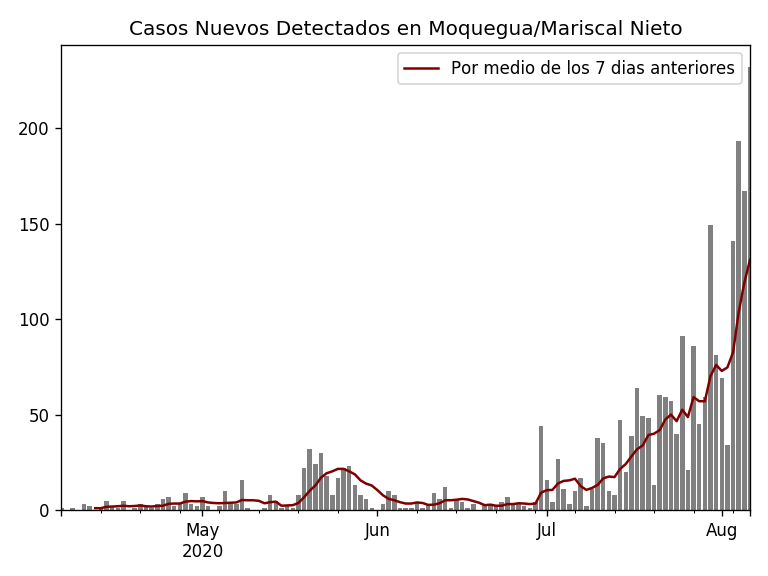 Casos Nuevos Detectados en Moquegua/Mariscal Nieto
Por medio de los 7 dias anteriores
200
150
100
50
0
May
2020
Jun
Jul
Aug